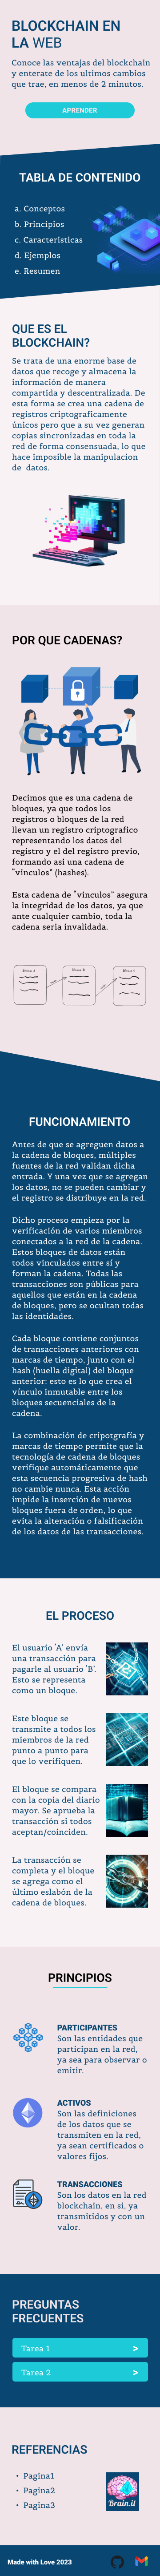 BLOCKCHAIN EN
LA WEB
Conoce las ventajas del blockchain
y enterate de los ultimos cambios
que trae, en menos de 2 minutos.
APRENDER
TABLA DE CONTENIDO
a. Conceptos
b. Principios
c. Caracteristicas
d. Ejemplos
e. Resumen
QUE ES EL
BLOCKCHAIN?
Se trata de una enorme base de
datos que recoge y almacena la
información de manera
compartida y descentralizada. De
esta forma se crea una cadena de
registros criptograficamente
únicos pero que a su vez generan
copias sincronizadas en toda la
red de forma consensuada, lo que
hace imposible la manipulacion
de datos.
POR QUE CADENAS?
Decimos que es una cadena de
bloques, ya que todos los
registros o bloques de la red
llevan un registro criptografico
representando los datos del
registro y el del registro previo,
formando asi una cadena de
"vinculos" (hashes).
Esta cadena de "vinculos" asegura
la integridad de los datos, ya que
ante cualquier cambio, toda la
cadena seria invalidada.
FUNCIONAMIENTO
Antes de que se agreguen datos a
la cadena de bloques, múltiples
fuentes de la red validan dicha
entrada. Y una vez que se agregan
los datos, no se pueden cambiar y
el registro se distribuye en la red.
Dicho proceso empieza por la
verificación de varios miembros
conectados a la red de la cadena.
Estos bloques de datos están
todos vinculados entre sí y
forman la cadena. Todas las
transacciones son públicas para
aquellos que están en la cadena
de bloques, pero se ocultan todas
las identidades.
Cada bloque contiene conjuntos
de transacciones anteriores con
marcas de tiempo, junto con el
hash (huella digital) del bloque
anterior: esto es lo que crea el
vínculo inmutable entre los
bloques secuenciales de la
cadena.
La combinación de cripotgrafía y
marcas de tiempo permite que la
tecnología de cadena de bloques
verifique automáticamente que
esta secuencia progresiva de hash
no cambie nunca. Esta acción
impide la inserción de nuevos
bloques fuera de orden, lo que
evita la alteración o falsificación
de los datos de las transacciones.
EL PROCESO
El usuario 'A' envía
una transacción para
pagarle al usuario 'B'.
Esto se representa
como un bloque.
Este bloque se
transmite a todos los
miembros de la red
punto a punto para
que lo verifiquen.
El bloque se compara
con la copia del diario
mayor. Se aprueba la
transacción si todos
aceptan/coinciden.
La transacción se
completa y el bloque
se agrega como el
último eslabón de la
cadena de bloques.
PRINCIPIOS
PARTICIPANTES
Son las entidades que
participan en la red,
ya sea para observar o
emitir.
ACTIVOS
Son las definiciones
de los datos que se
transmiten en la red,
ya sean certificados o
valores fijos.
TRANSACCIONES
Son los datos en la red
blockchain, en si, ya
transmitidos y con un
valor.
PREGUNTAS
FRECUENTES
Tarea 1 >
Tarea 2 >
REFERENCIAS
• Pagina1
• Pagina2
• Pagina3
Brain.it
Made with Love 2023